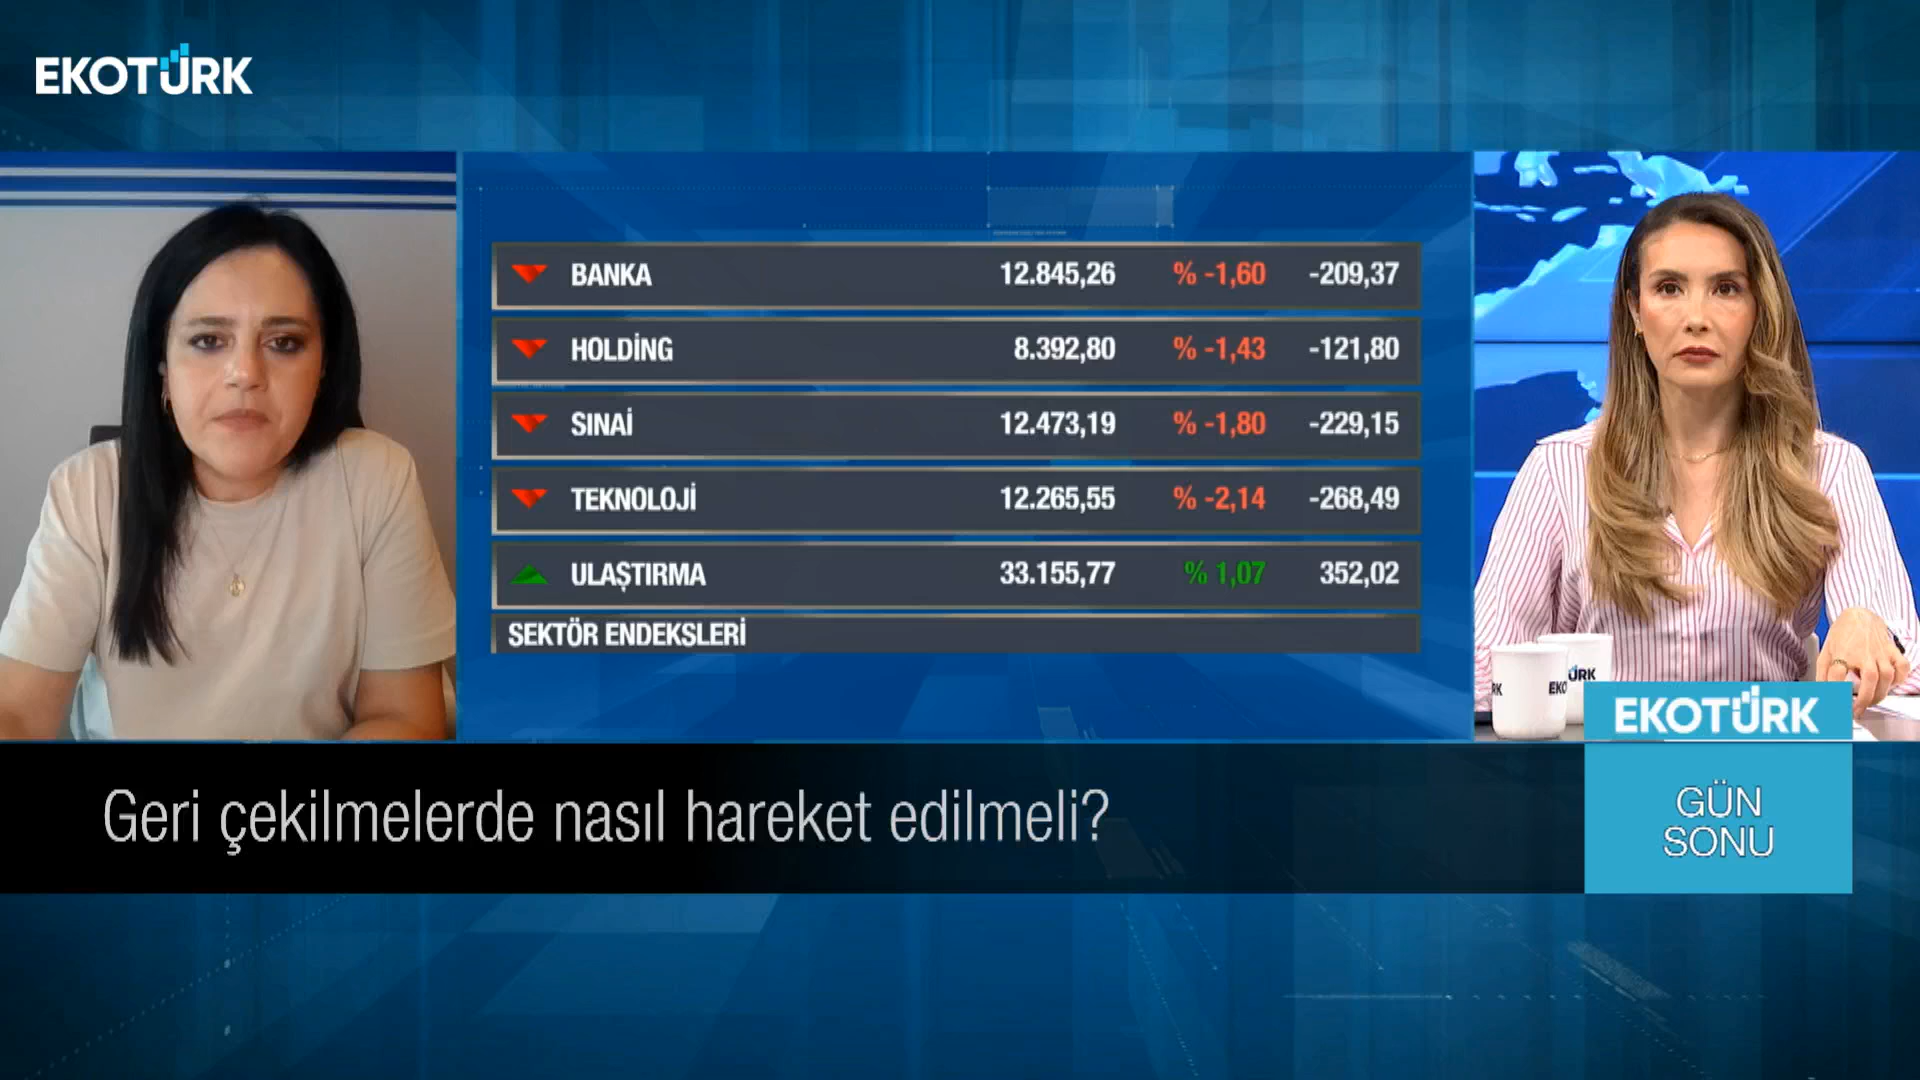 EKOTÜRK
BANKA 12.845,26 % -1,60 -209,37
HOLDİNG 8.392,80 % -1,43 -121,80
SINAİ 12.473,19 % -1,80 -229,15
TEKNOLOJİ 12.265,55 % -2,14 -268,49
ULAŞTIRMA 33.155,77 % 1,07 352,02
SEKTÖR ENDEKSLERİ
EKOTÜRK
Geri çekilmelerde nasıl hareket edilmeli?
GÜN
SONU